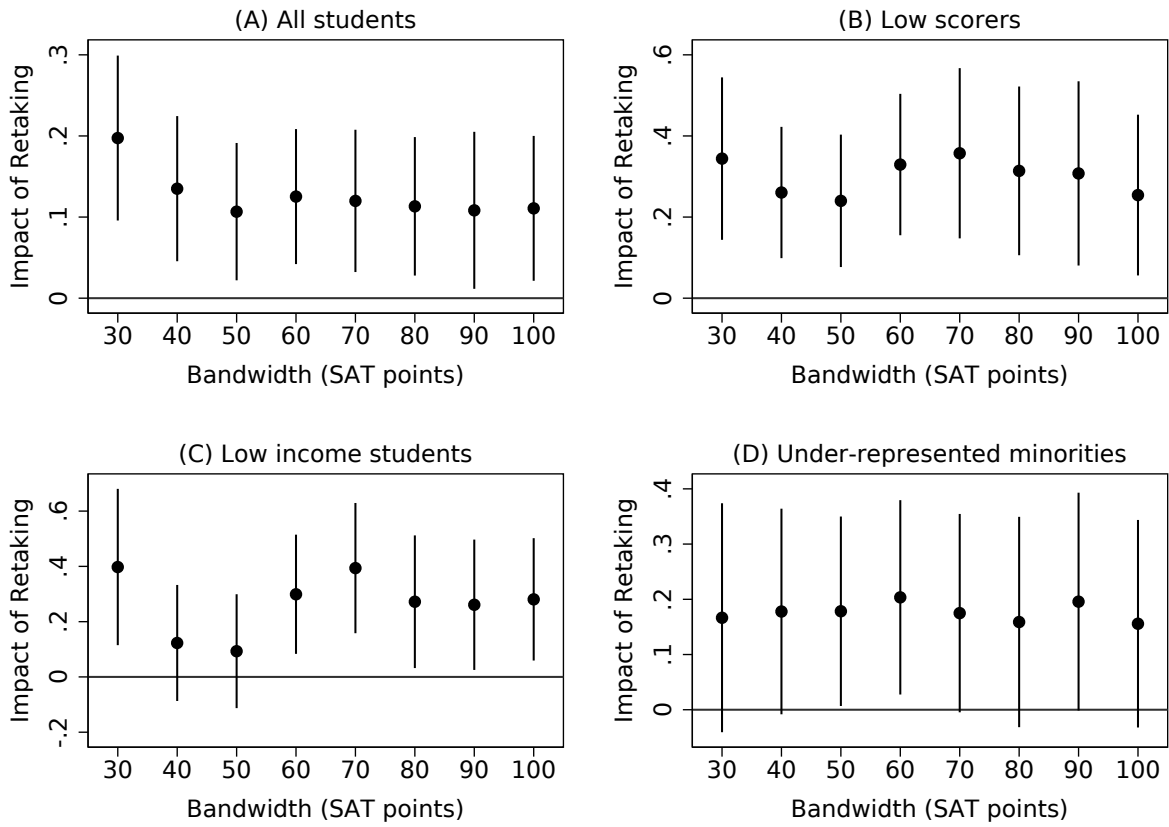 (A) All students
Impact of Retaking
.3
.2
.1
0
30 40 50 60 70 80 90 100
Bandwidth (SAT points)
(B) Low scorers
Impact of Retaking
.6
.4
.2
0
30 40 50 60 70 80 90 100
Bandwidth (SAT points)
(C) Low income students
Impact of Retaking
.6
.4
.2
0
-.2
30 40 50 60 70 80 90 100
Bandwidth (SAT points)
(D) Under-represented minorities
Impact of Retaking
.4
.3
.2
.1
0
30 40 50 60 70 80 90 100
Bandwidth (SAT points)